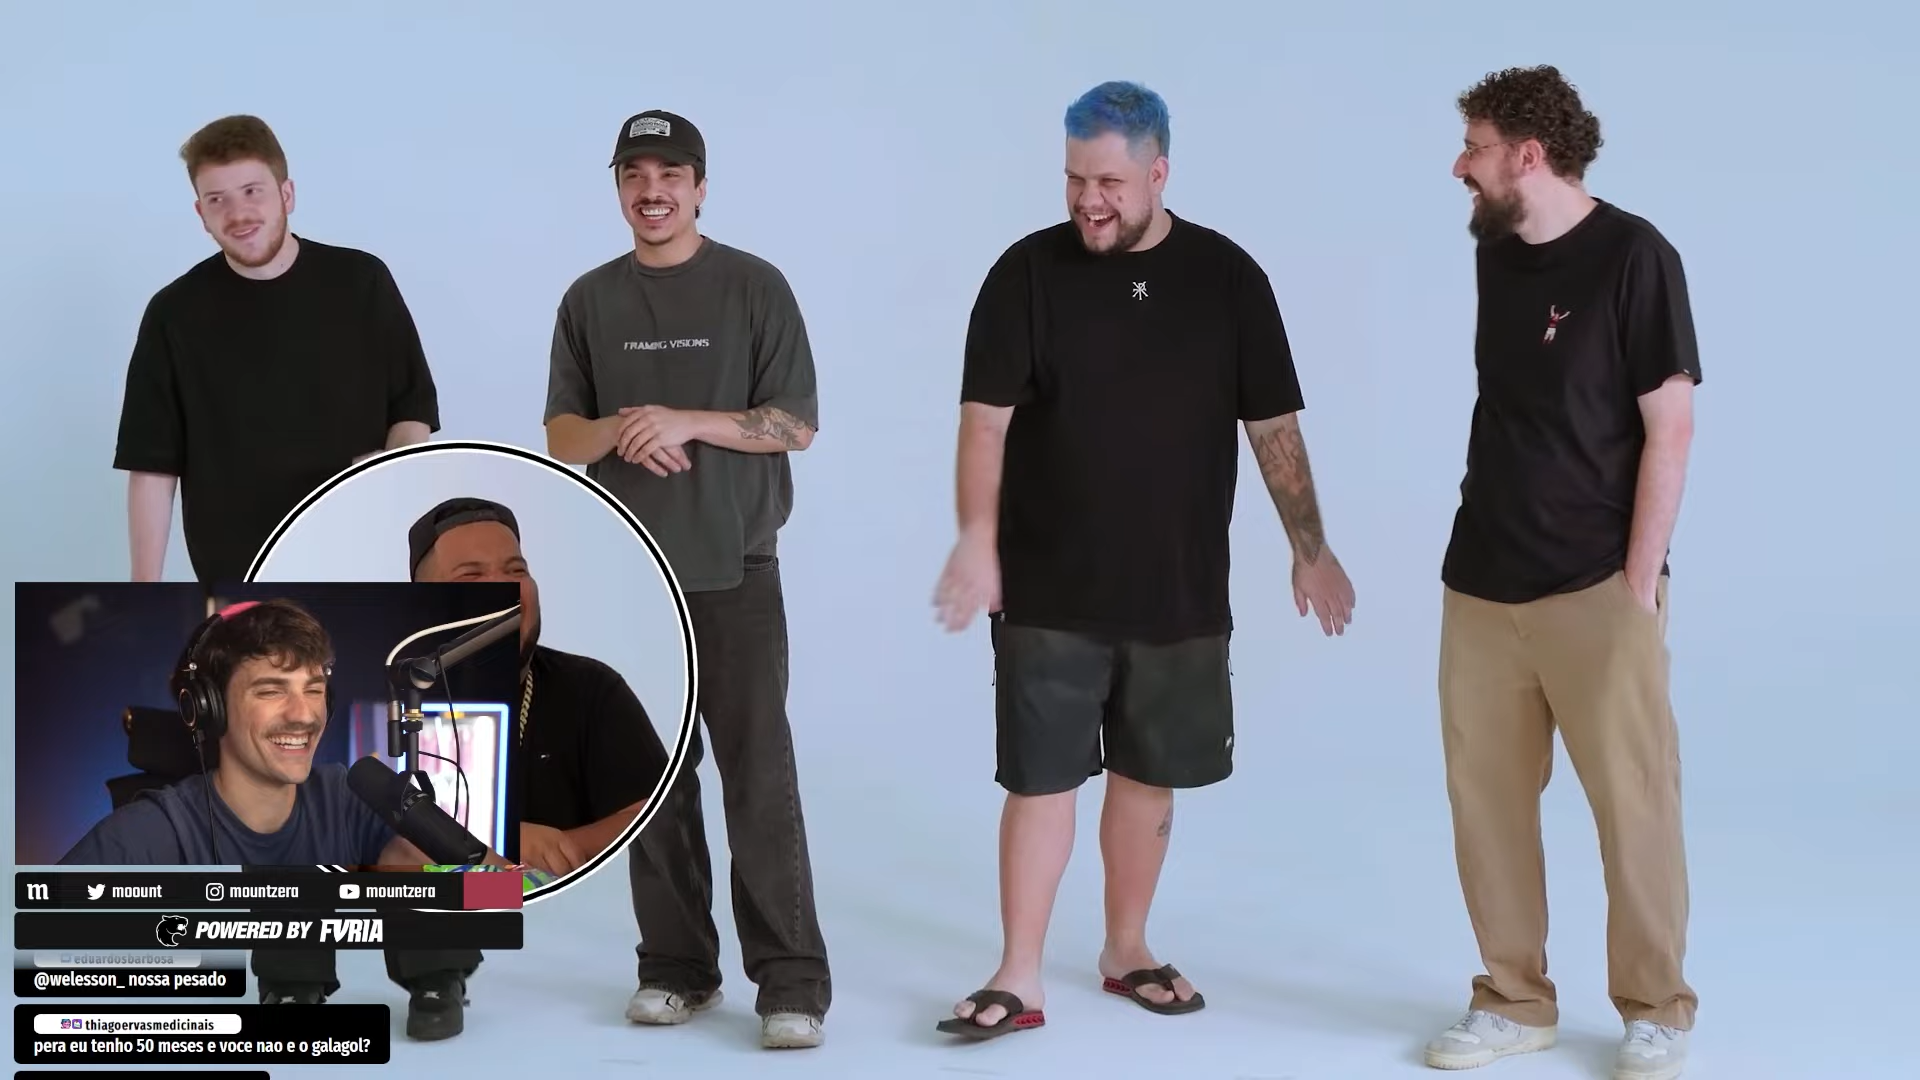 FRAMING VISIONS
m
moount
mountzera
mountzera
POWERED BY FURIA
eduardosbarbosa
@welesson_ nossa pesado
thiagoervasmedicinais
pera eu tenho 50 meses e voce nao e o galagol?